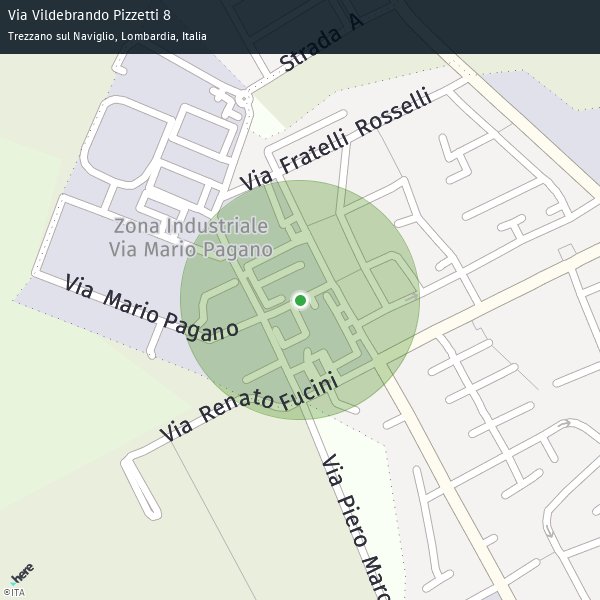 Via Vildebrando Pizzetti 8
Trezzano sul Naviglio, Lombardia, Italia
Strada A
Via Fratelli Rosselli
Zona Industriale
Via Mario Pagano
Via Mario Pagano
Via Renato Fucini
Via Piero Marc
here
©ITA